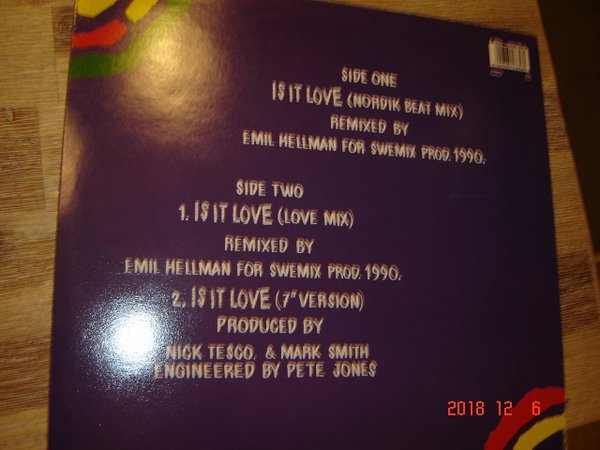 SIDE ONE
IS IT LOVE (NORDIK BEAT MIX)
REMIXED BY
EMIL HELLMAN FOR SWEMIX PROD. 1990.
SIDE TWO
1. IS IT LOVE (LOVE MIX)
REMIXED BY
EMIL HELLMAN FOR SWEMIX PROD. 1990.
2. IS IT LOVE (7" VERSION)
PRODUCED BY
NICK TESCO, & MARK SMITH
ENGINEERED BY PETE JONES
2018 12 6